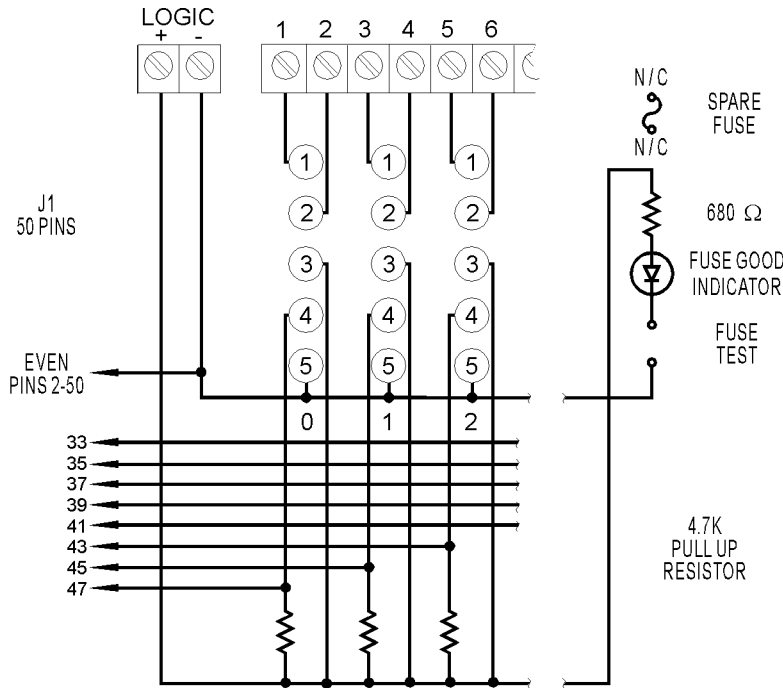 LOGIC
+ -
1 2 3 4 5 6
N/C
SPARE
FUSE
N/C
J1
50 PINS
1 1 1
2 2 2
680 Ω
3 3 3
FUSE GOOD
INDICATOR
4 4 4
FUSE
TEST
5 5 5
EVEN
PINS 2-50
0 1 2
33
35
37
39
41
43
45
47
4.7K
PULL UP
RESISTOR